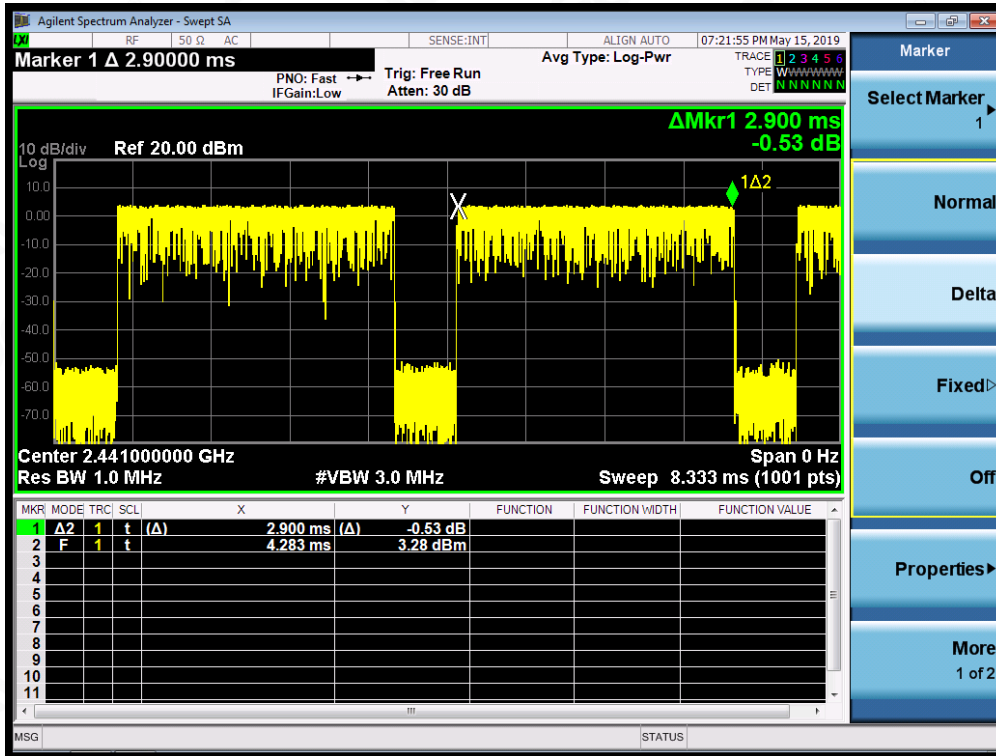 Agilent Spectrum Analyzer - Swept SA
LXI RF 50 Ω AC SENSE:INT ALIGN AUTO 07:21:55 PM May 15, 2019
Marker 1 Δ 2.90000 ms
PNO: Fast
IFGain:Low
Trig: Free Run
Atten: 30 dB
Avg Type: Log-Pwr
TRACE 1 2 3 4 5 6
TYPE W W W W W W
DET N N N N N N
ΔMkr1 2.900 ms
-0.53 dB
10 dB/div Ref 20.00 dBm
Log
10.0
0.00
-10.0
-20.0
-30.0
-40.0
-50.0
-60.0
-70.0
1Δ2
X
Center 2.441000000 GHz Span 0 Hz
Res BW 1.0 MHz #VBW 3.0 MHz Sweep 8.333 ms (1001 pts)
MKR MODE TRC SCL X Y FUNCTION FUNCTION WIDTH FUNCTION VALUE
1 Δ2 1 t (Δ) 2.900 ms (Δ) -0.53 dB
2 F 1 t 4.283 ms 3.28 dBm
3
4
5
6
7
8
9
10
11
MSG STATUS
Marker
Select Marker
1
Normal
Delta
Fixed
Off
Properties
More
1 of 2